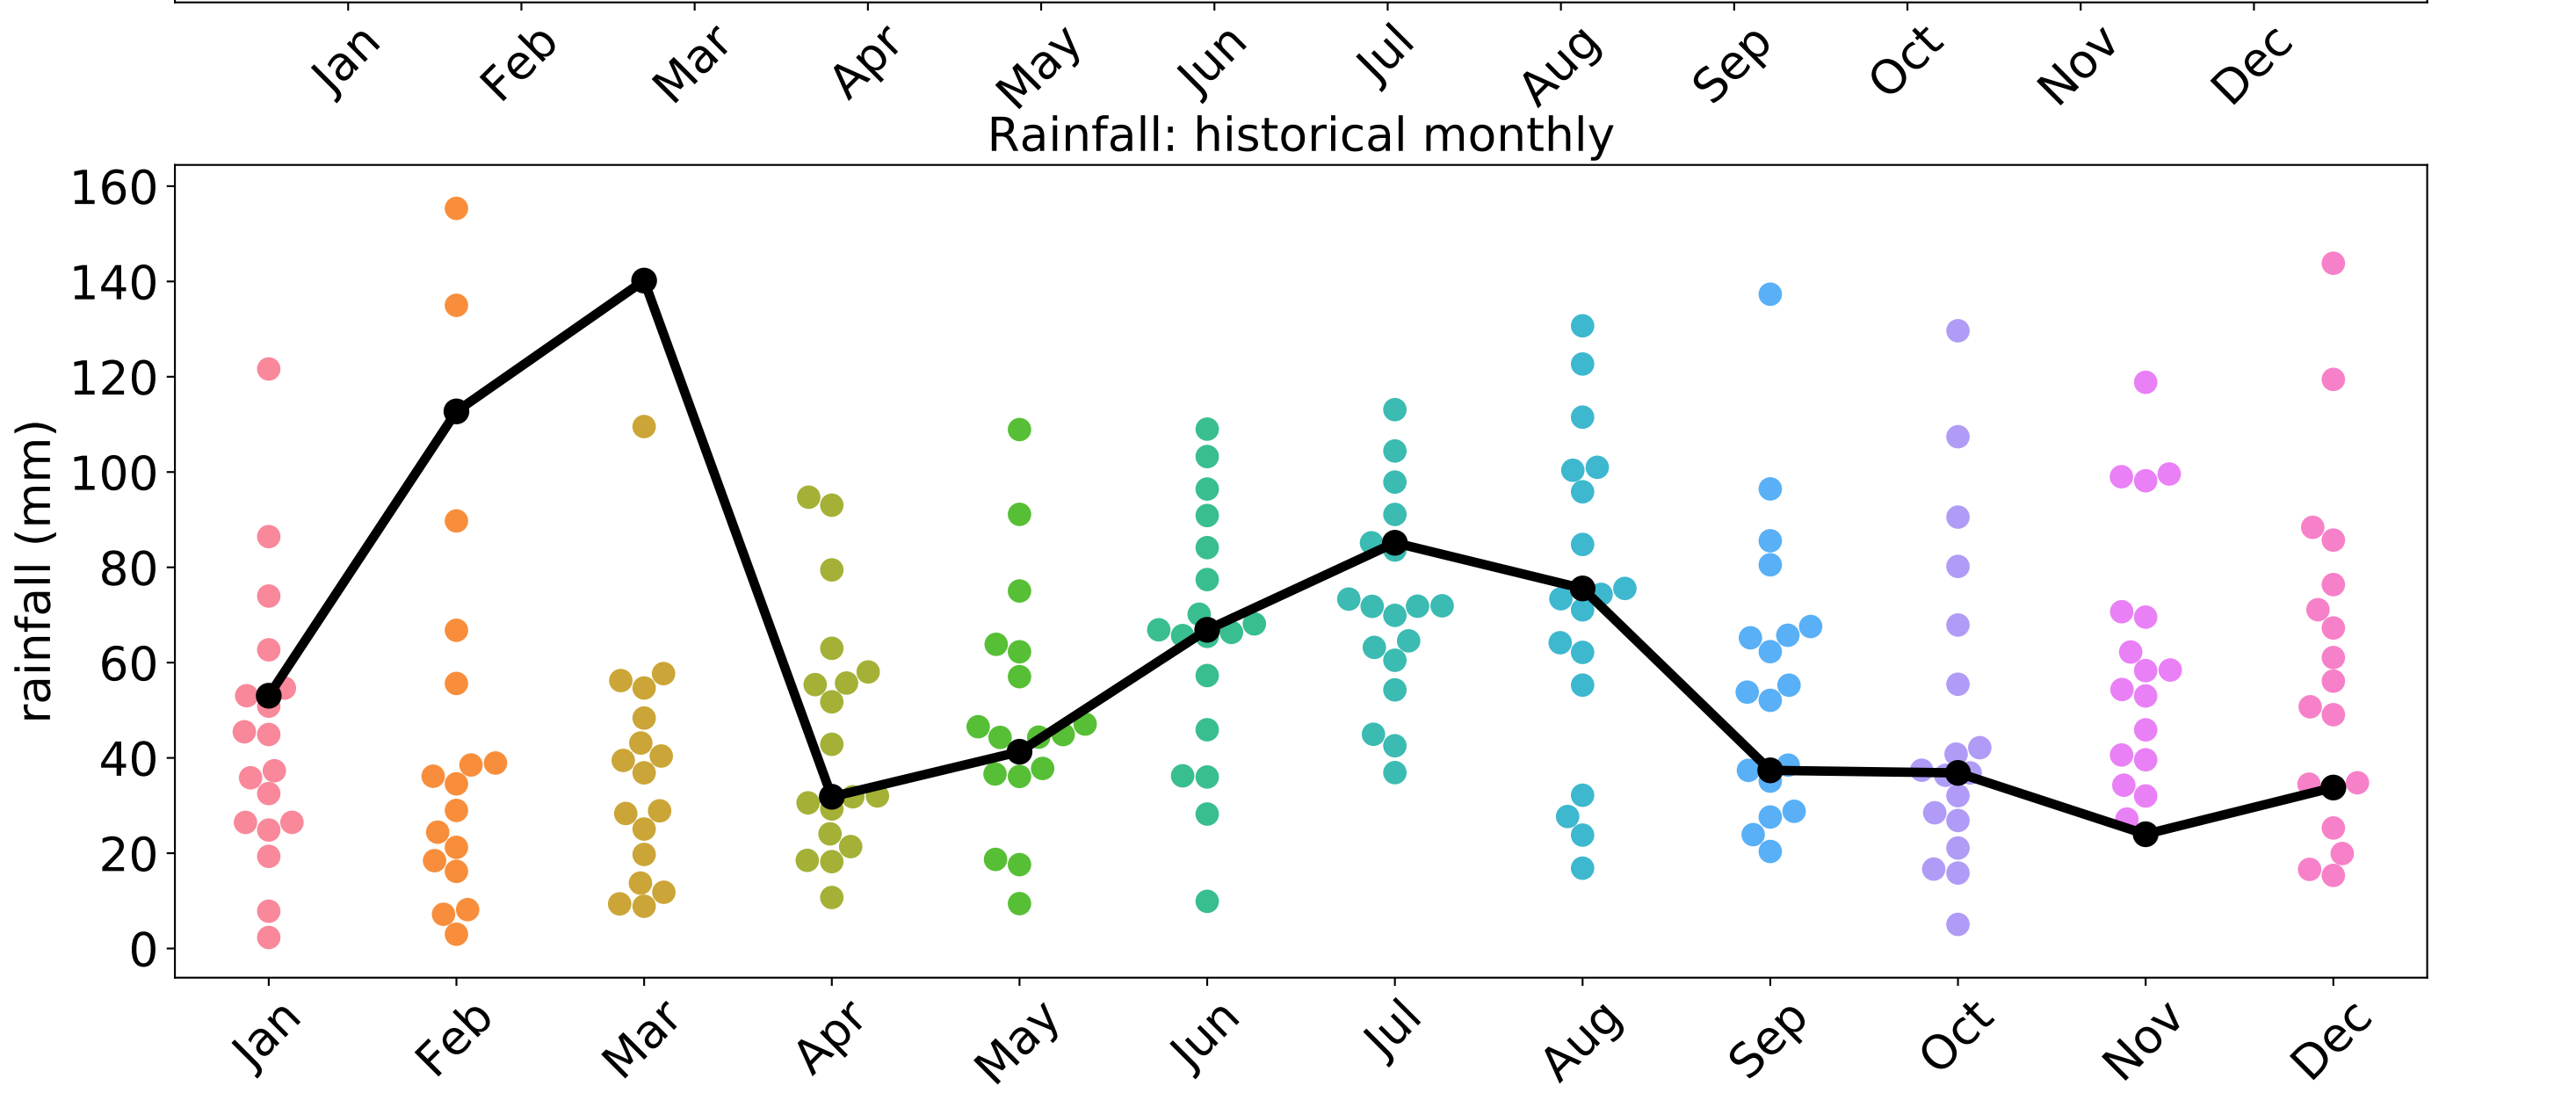 Jan Feb Mar Apr May Jun Jul Aug Sep Oct Nov Dec
Rainfall: historical monthly
160
140
120
100
80
60
40
20
0
rainfall (mm)
Jan Feb Mar Apr May Jun Jul Aug Sep Oct Nov Dec